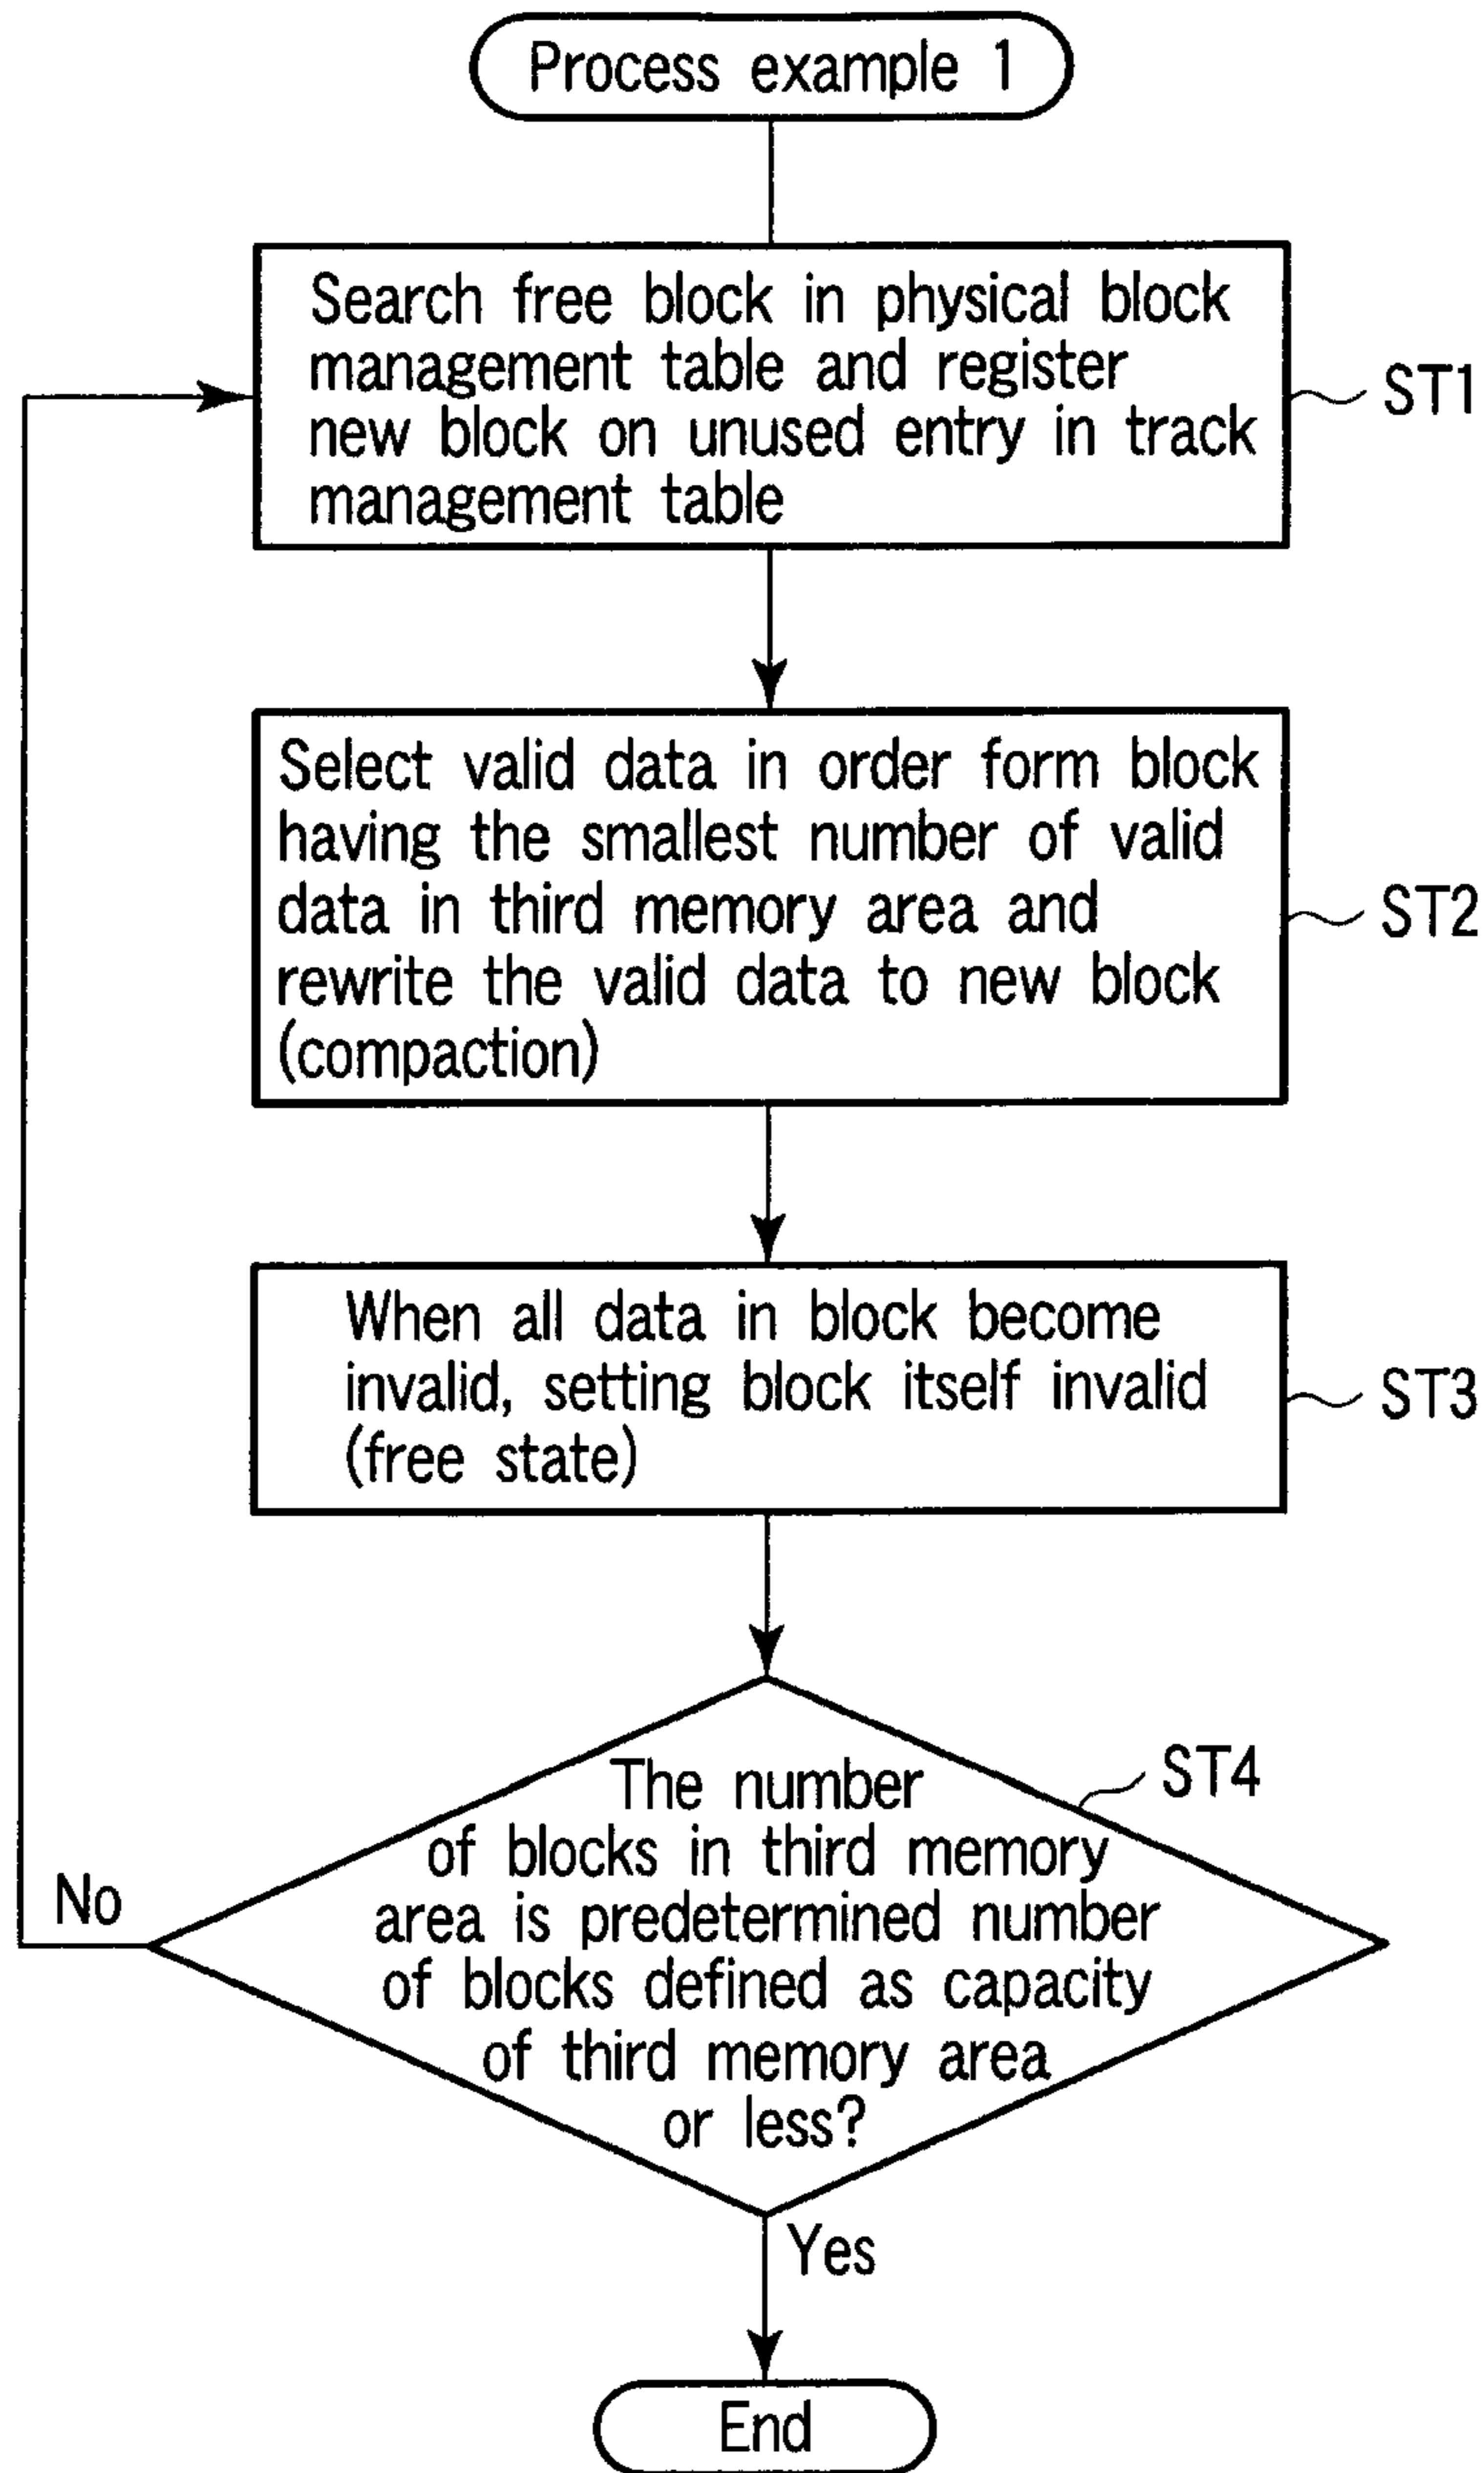 Process example 1
Search free block in physical block
management table and register
new block on unused entry in track
management table
ST1
Select valid data in order form block
having the smallest number of valid
data in third memory area and
rewrite the valid data to new block
(compaction)
ST2
When all data in block become
invalid, setting block itself invalid
(free state)
ST3
The number
of blocks in third memory
area is predetermined number
of blocks defined as capacity
of third memory area
or less?
ST4
No
Yes
End